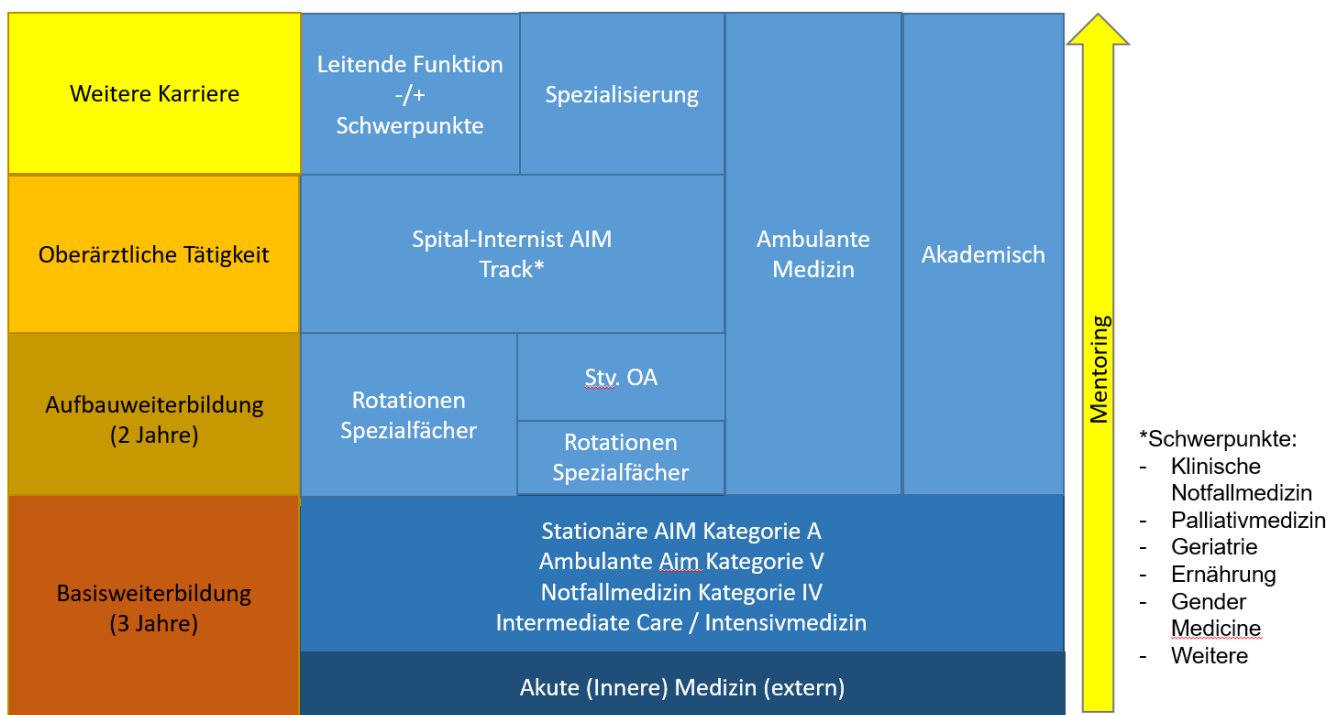 Weitere Karriere
Leitende Funktion
-/+
Schwerpunkte
Spezialisierung
Oberärztliche Tätigkeit
Spital-Internist AIM
Track*
Ambulante
Medizin
Akademisch
Aufbauweiterbildung
(2 Jahre)
Rotationen
Spezialfächer
Stv. OA
Rotationen
Spezialfächer
Basisweiterbildung
(3 Jahre)
Stationäre AIM Kategorie A
Ambulante Aim Kategorie V
Notfallmedizin Kategorie IV
Intermediate Care / Intensivmedizin
Akute (Innere) Medizin (extern)
Mentoring
*Schwerpunkte:
- Klinische
Notfallmedizin
- Palliativmedizin
- Geriatrie
- Ernährung
- Gender
Medicine
- Weitere